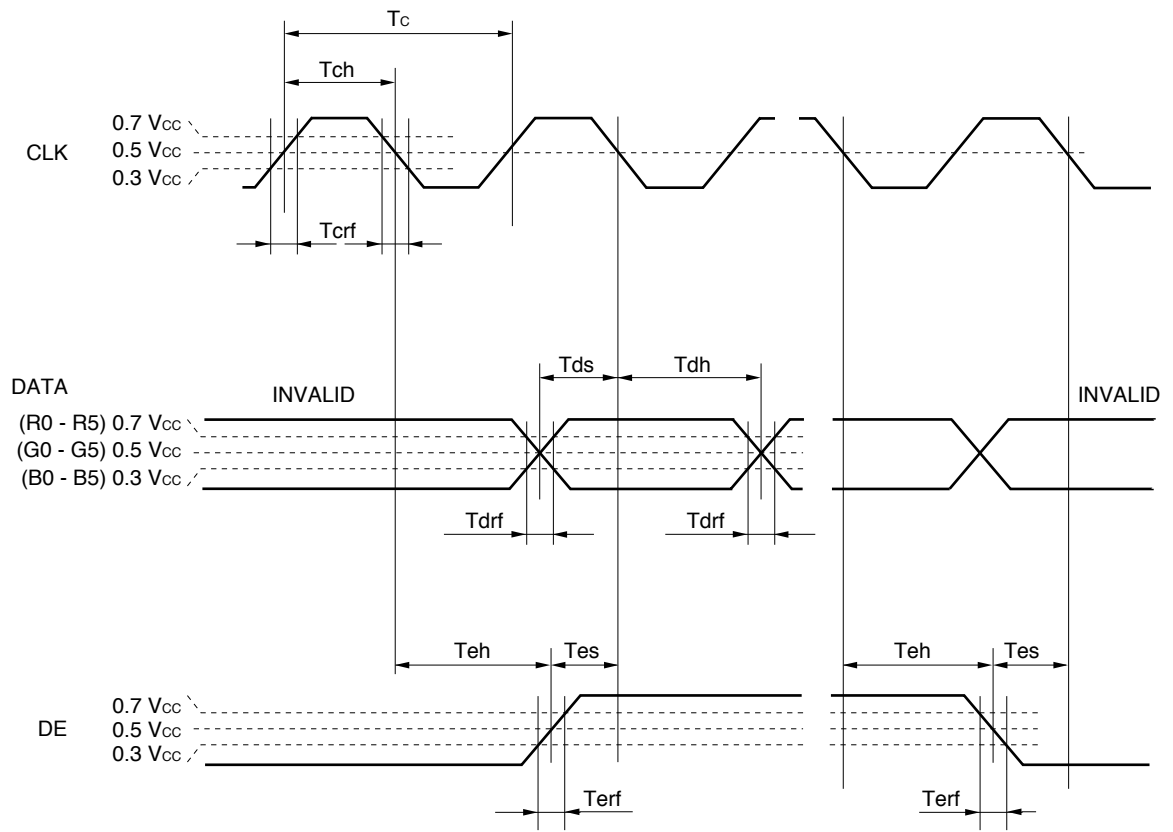 Tc
Tch
0.7 Vcc
CLK 0.5 Vcc
0.3 Vcc
Tcrf
Tds Tdh
DATA INVALID INVALID
(R0 - R5) 0.7 Vcc
(G0 - G5) 0.5 Vcc
(B0 - B5) 0.3 Vcc
Tdrf Tdrf
Teh Tes Teh Tes
0.7 Vcc
DE 0.5 Vcc
0.3 Vcc
Terf Terf